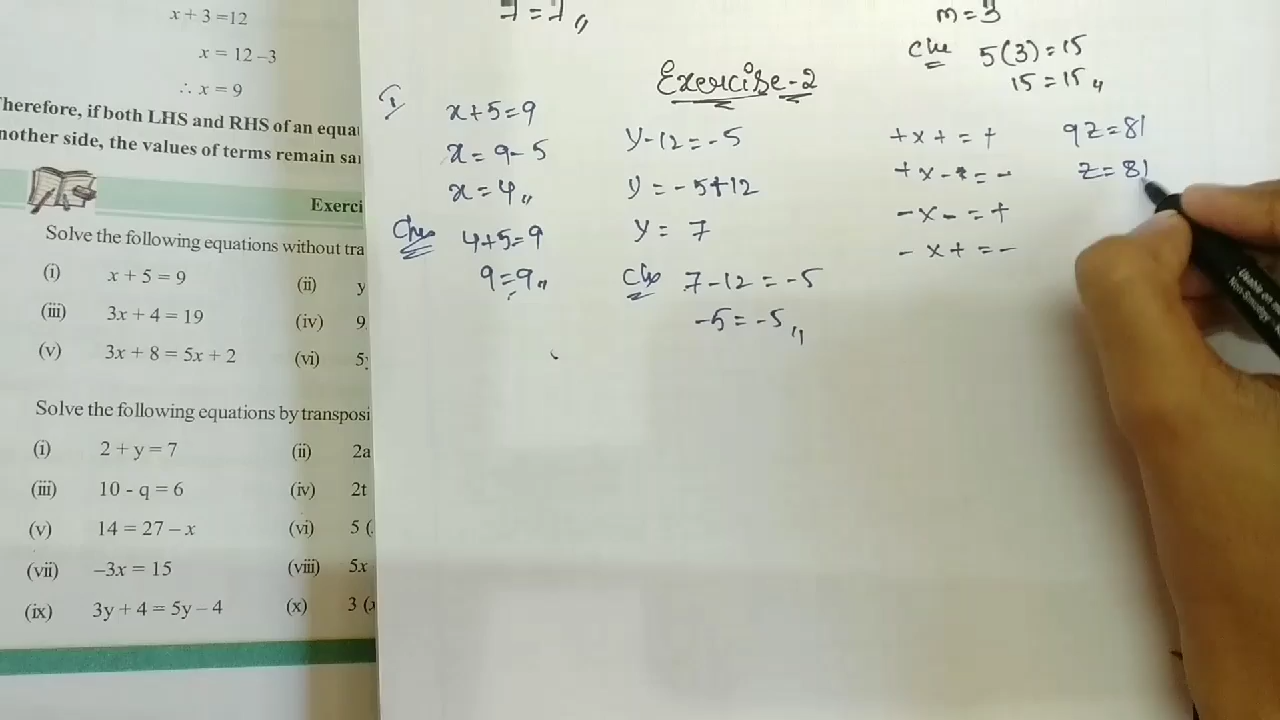 x + 3 = 12
x = 12 – 3
∴ x = 9
Therefore, if both LHS and RHS of an equa
nother side, the values of terms remain sa
Exerci
Solve the following equations without tra
(i) x + 5 = 9 (ii) y
(iii) 3x + 4 = 19 (iv) 9
(v) 3x + 8 = 5x + 2 (vi) 5
Solve the following equations by transposi
(i) 2 + y = 7 (ii) 2a
(iii) 10 - q = 6 (iv) 2t
(v) 14 = 27 – x (vi) 5 (
(vii) –3x = 15 (viii) 5x
(ix) 3y + 4 = 5y – 4 (x) 3 (x
7 = 7
m = 3
Che 5(3) = 15
15 = 15
Exercise-2
x + 5 = 9
x = 9 - 5
x = 4
4 + 5 = 9
9 = 9
y - 12 = -5
y = -5 + 12
y = 7
7 - 12 = -5
-5 = -5
+ x + = +
+ x - = -
- x - = +
- x + = -
9z = 81
z = 81